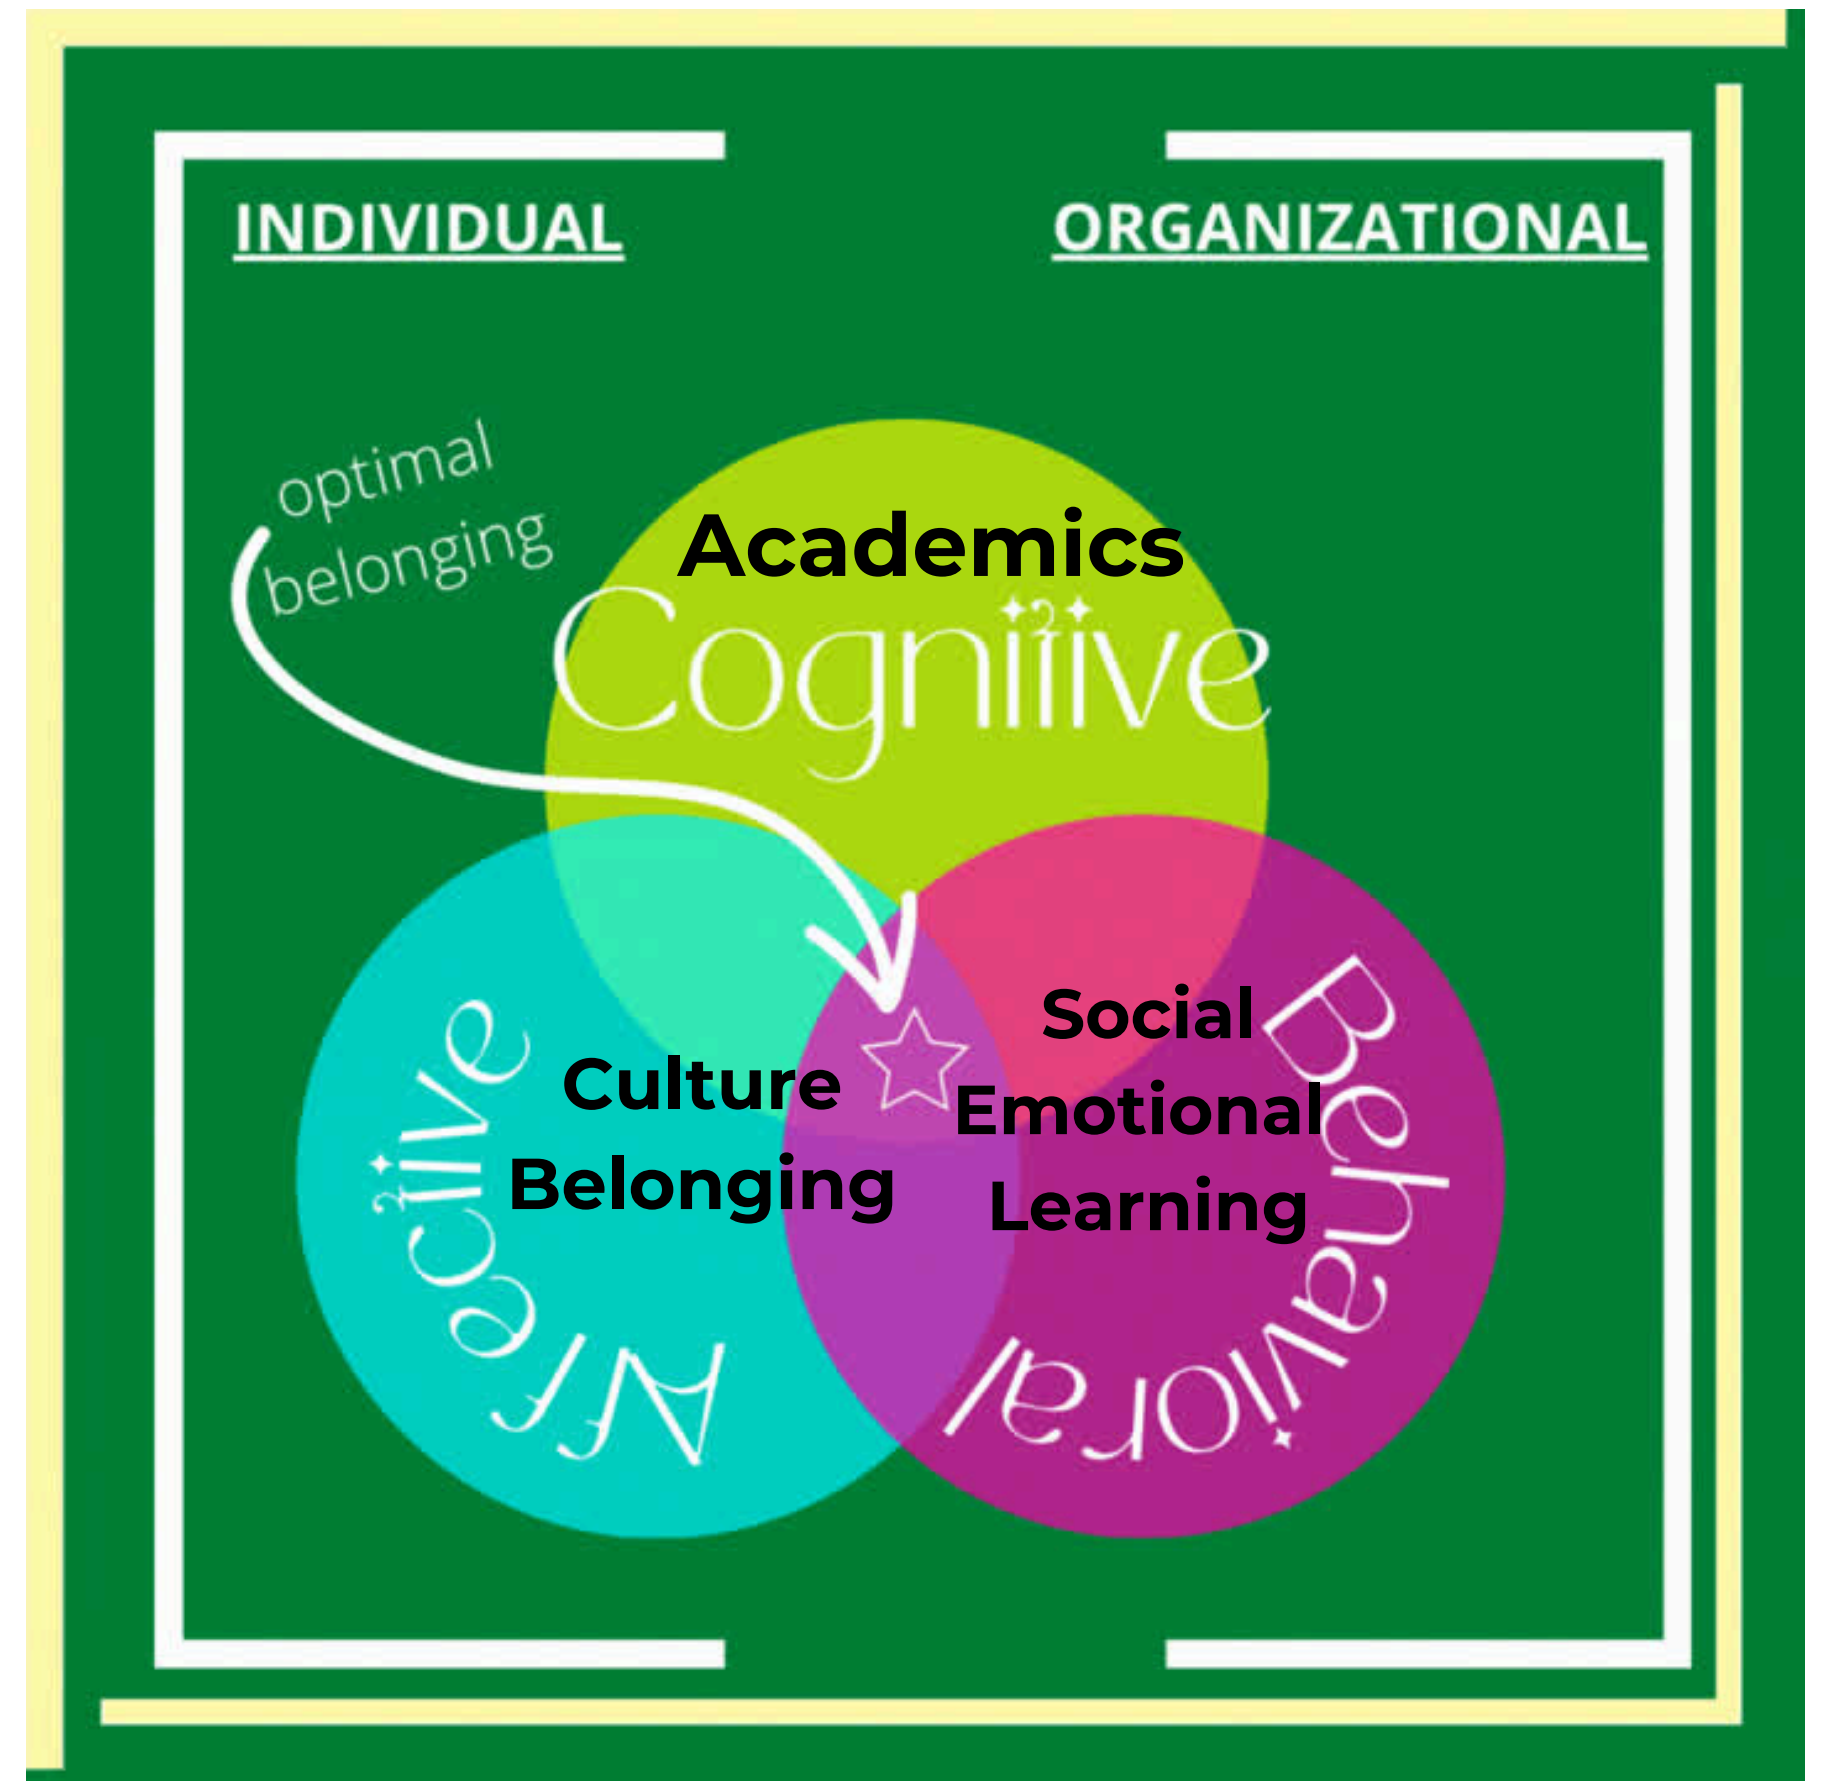 INDIVIDUAL
ORGANIZATIONAL
optimal
belonging
Academics
Cognitive
Affective
Culture
Belonging
Social
Emotional
Learning
Behavioral